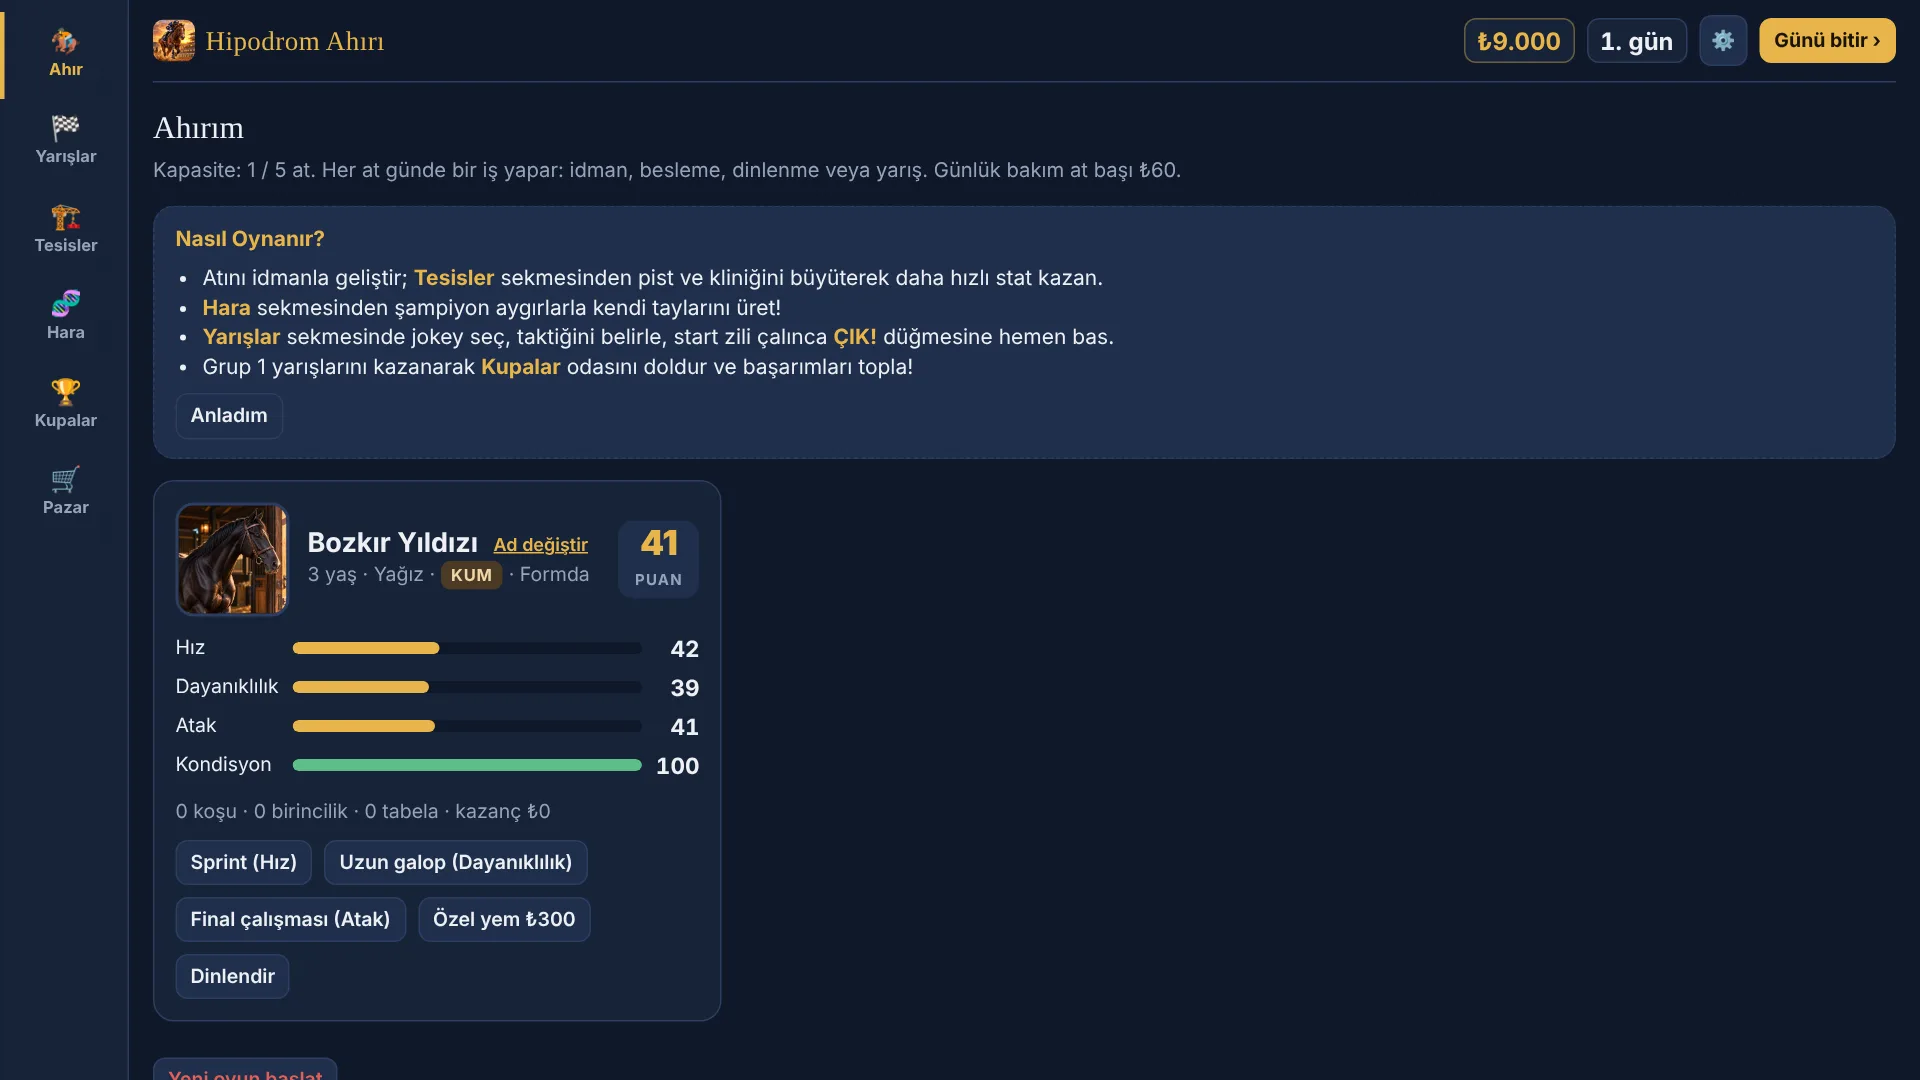 Ahır
Yarışlar
Tesisler
Hara
Kupalar
Pazar
Hipodrom Ahırı
₺9.000
1. gün
Günü bitir ›
Ahırım
Kapasite: 1 / 5 at. Her at günde bir iş yapar: idman, besleme, dinlenme veya yarış. Günlük bakım at başı ₺60.
Nasıl Oynanır?
• Atını idmanla geliştir; Tesisler sekmesinden pist ve kliniğini büyüterek daha hızlı stat kazan.
• Hara sekmesinden şampiyon aygırlarla kendi taylarını üret!
• Yarışlar sekmesinde jokey seç, taktiğini belirle, start zili çalınca ÇIK! düğmesine hemen bas.
• Grup 1 yarışlarını kazanarak Kupalar odasını doldur ve başarımları topla!
Anladım
Bozkır Yıldızı Ad değiştir
3 yaş · Yağız · KUM · Formda
41
PUAN
Hız 42
Dayanıklılık 39
Atak 41
Kondisyon 100
0 koşu · 0 birincilik · 0 tabela · kazanç ₺0
Sprint (Hız) Uzun galop (Dayanıklılık)
Final çalışması (Atak) Özel yem ₺300
Dinlendir
Yeni oyun başlat